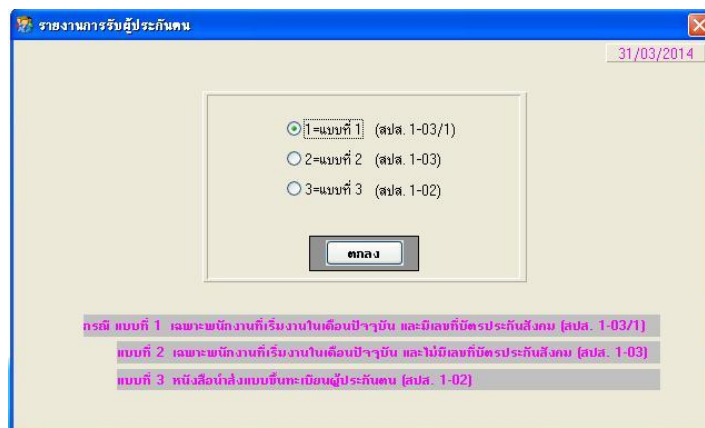 รายงานการรับผู้ประกันตน
31/03/2014
1=แบบที่ 1 (สปส. 1-03/1)
2=แบบที่ 2 (สปส. 1-03)
3=แบบที่ 3 (สปส. 1-02)
ตกลง
กรณี แบบที่ 1 เฉพาะพนักงานที่เริ่มงานในเดือนปัจจุบัน และมีเลขที่บัตรประกันสังคม (สปส. 1-03/1)
แบบที่ 2 เฉพาะพนักงานที่เริ่มงานในเดือนปัจจุบัน และไม่มีเลขที่บัตรประกันสังคม (สปส. 1-03)
แบบที่ 3 หนังสือนำส่งแบบขึ้นทะเบียนผู้ประกันตน (สปส. 1-02)